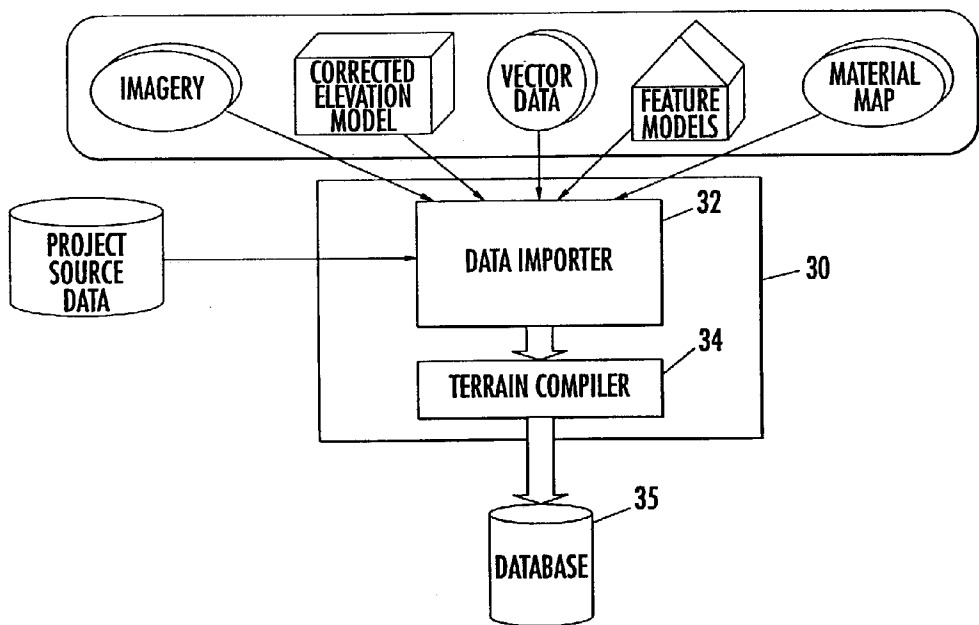 IMAGERY
CORRECTED
ELEVATION
MODEL
VECTOR
DATA
FEATURE
MODELS
MATERIAL
MAP
PROJECT
SOURCE
DATA
32
DATA IMPORTER
30
34
TERRAIN COMPILER
35
DATABASE